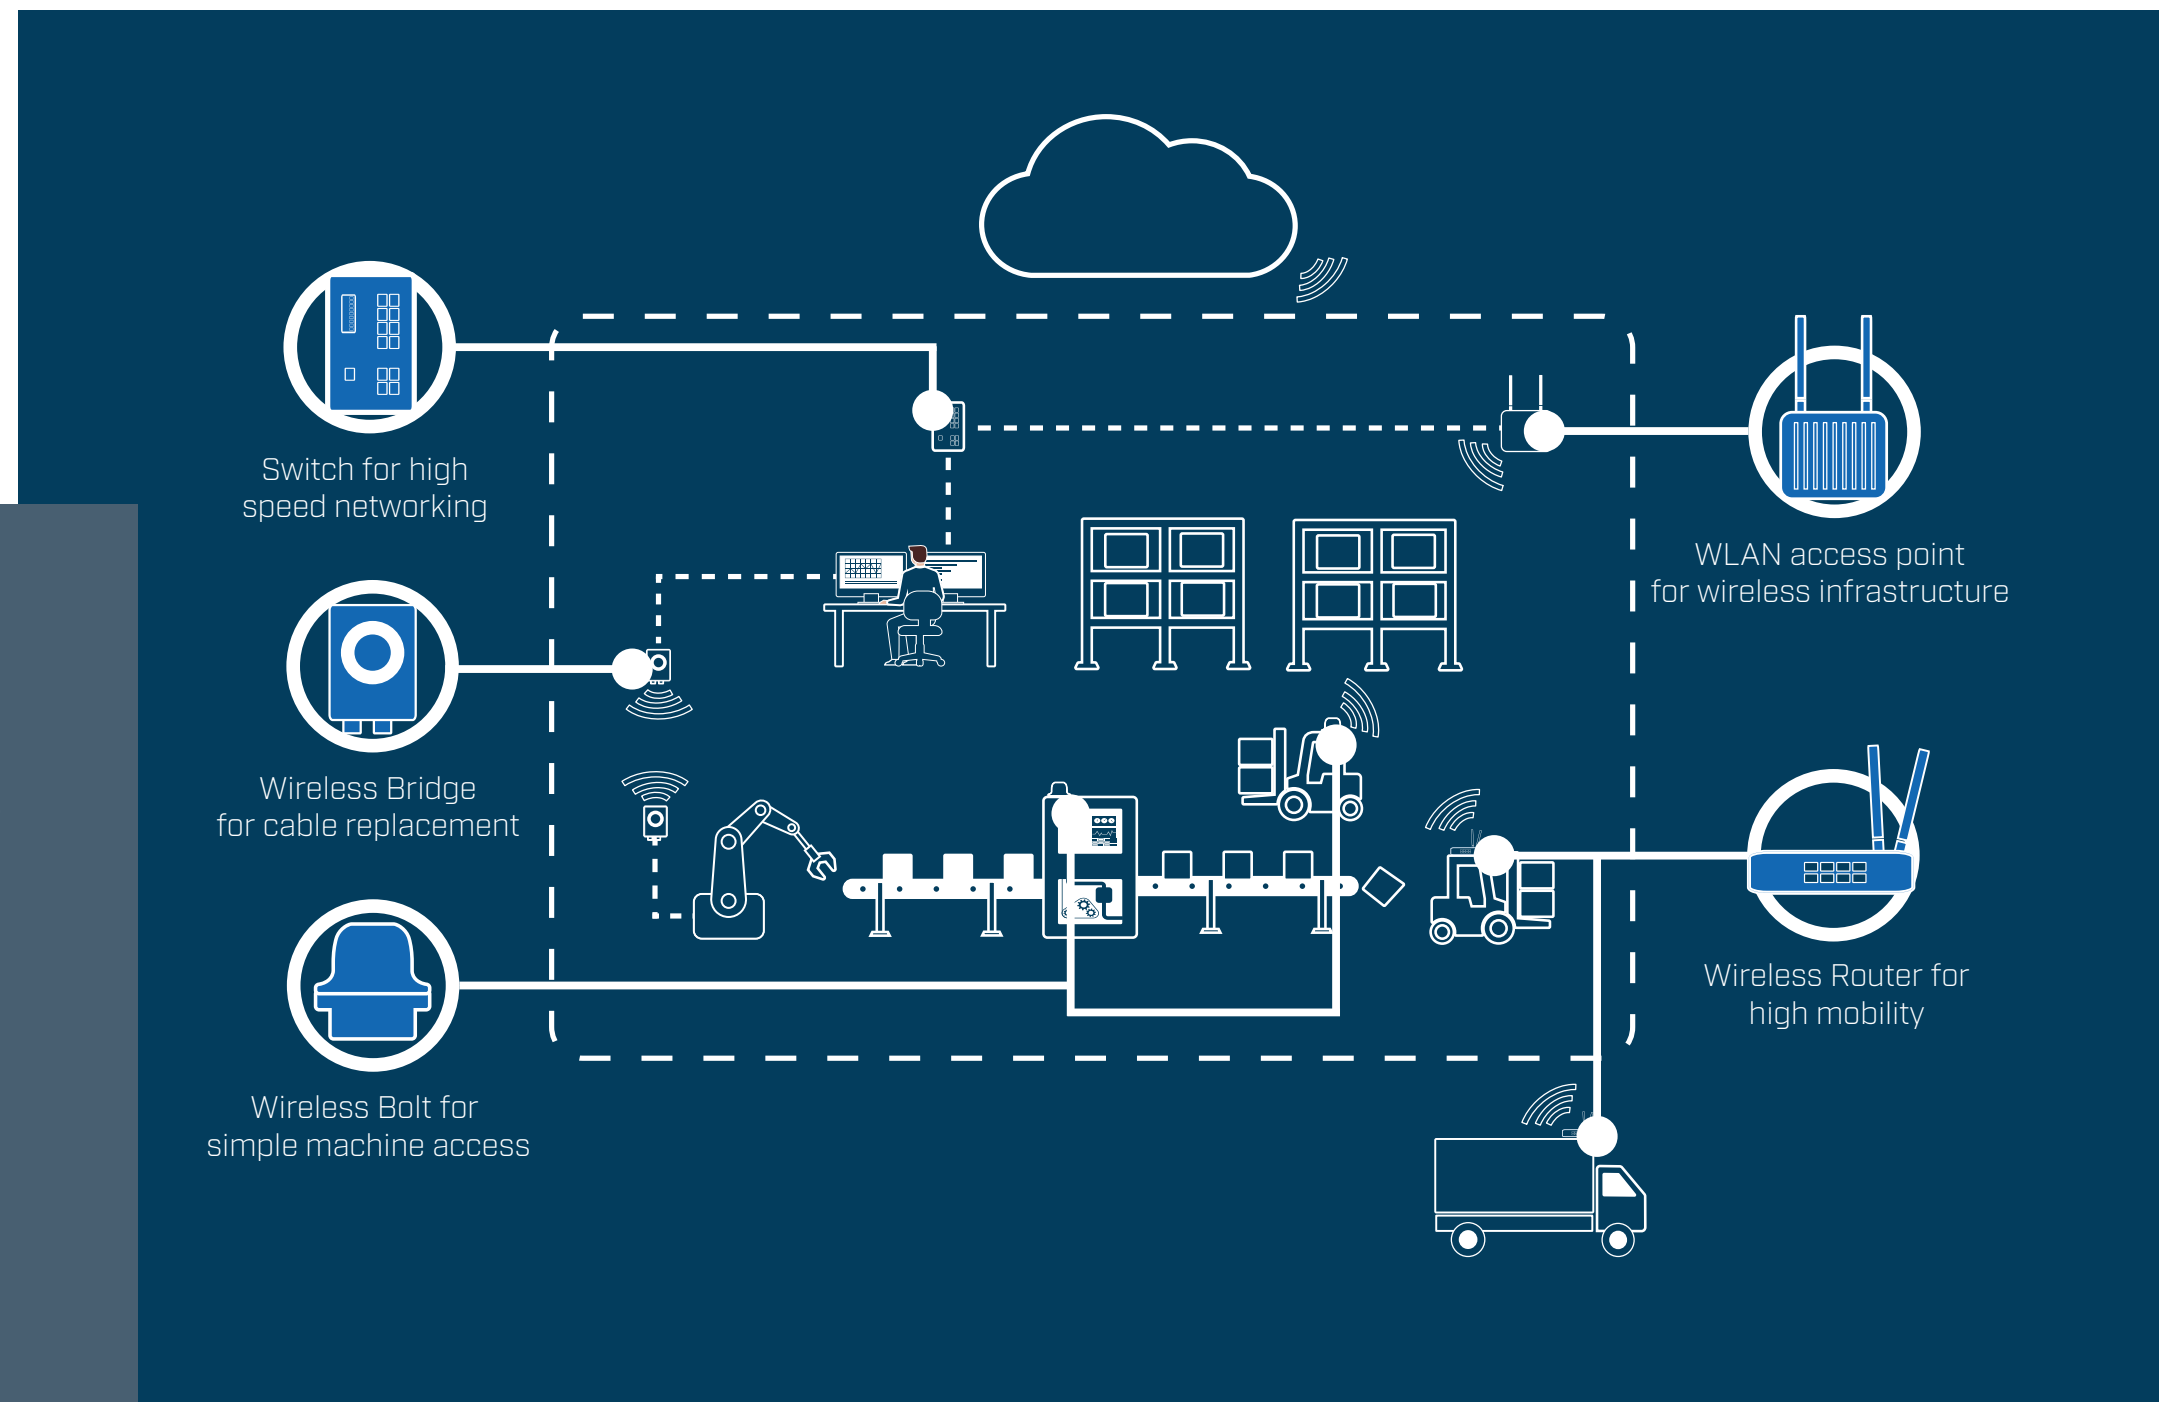 Switch for high
speed networking
WLAN access point
for wireless infrastructure
Wireless Bridge
for cable replacement
Wireless Router for
high mobility
Wireless Bolt for
simple machine access